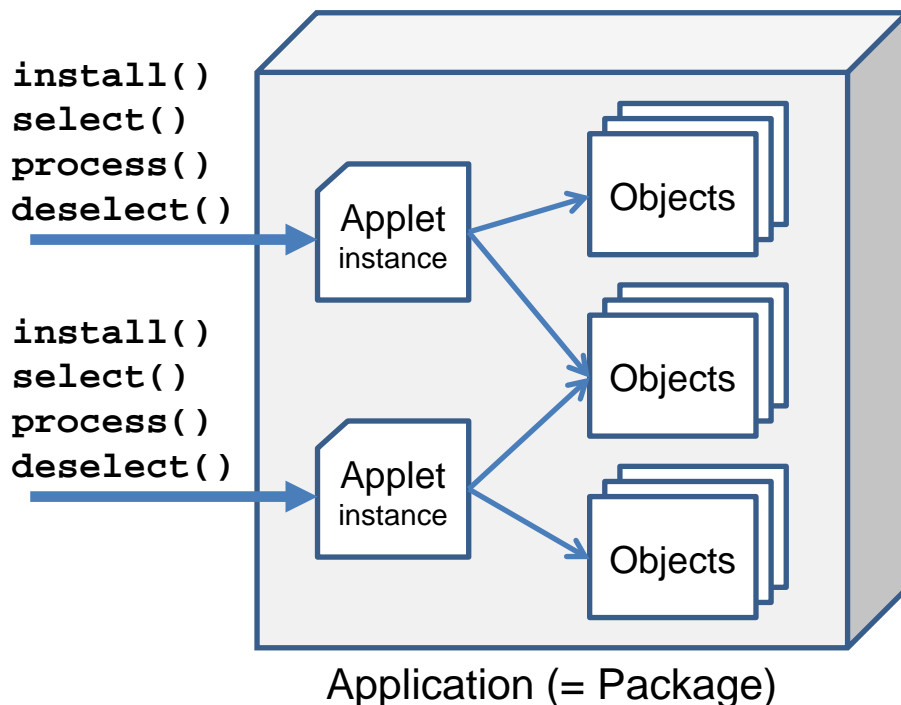 install()
select()
process()
deselect()
Applet
instance
Objects
Objects
install()
select()
process()
deselect()
Applet
instance
Objects
Application (= Package)